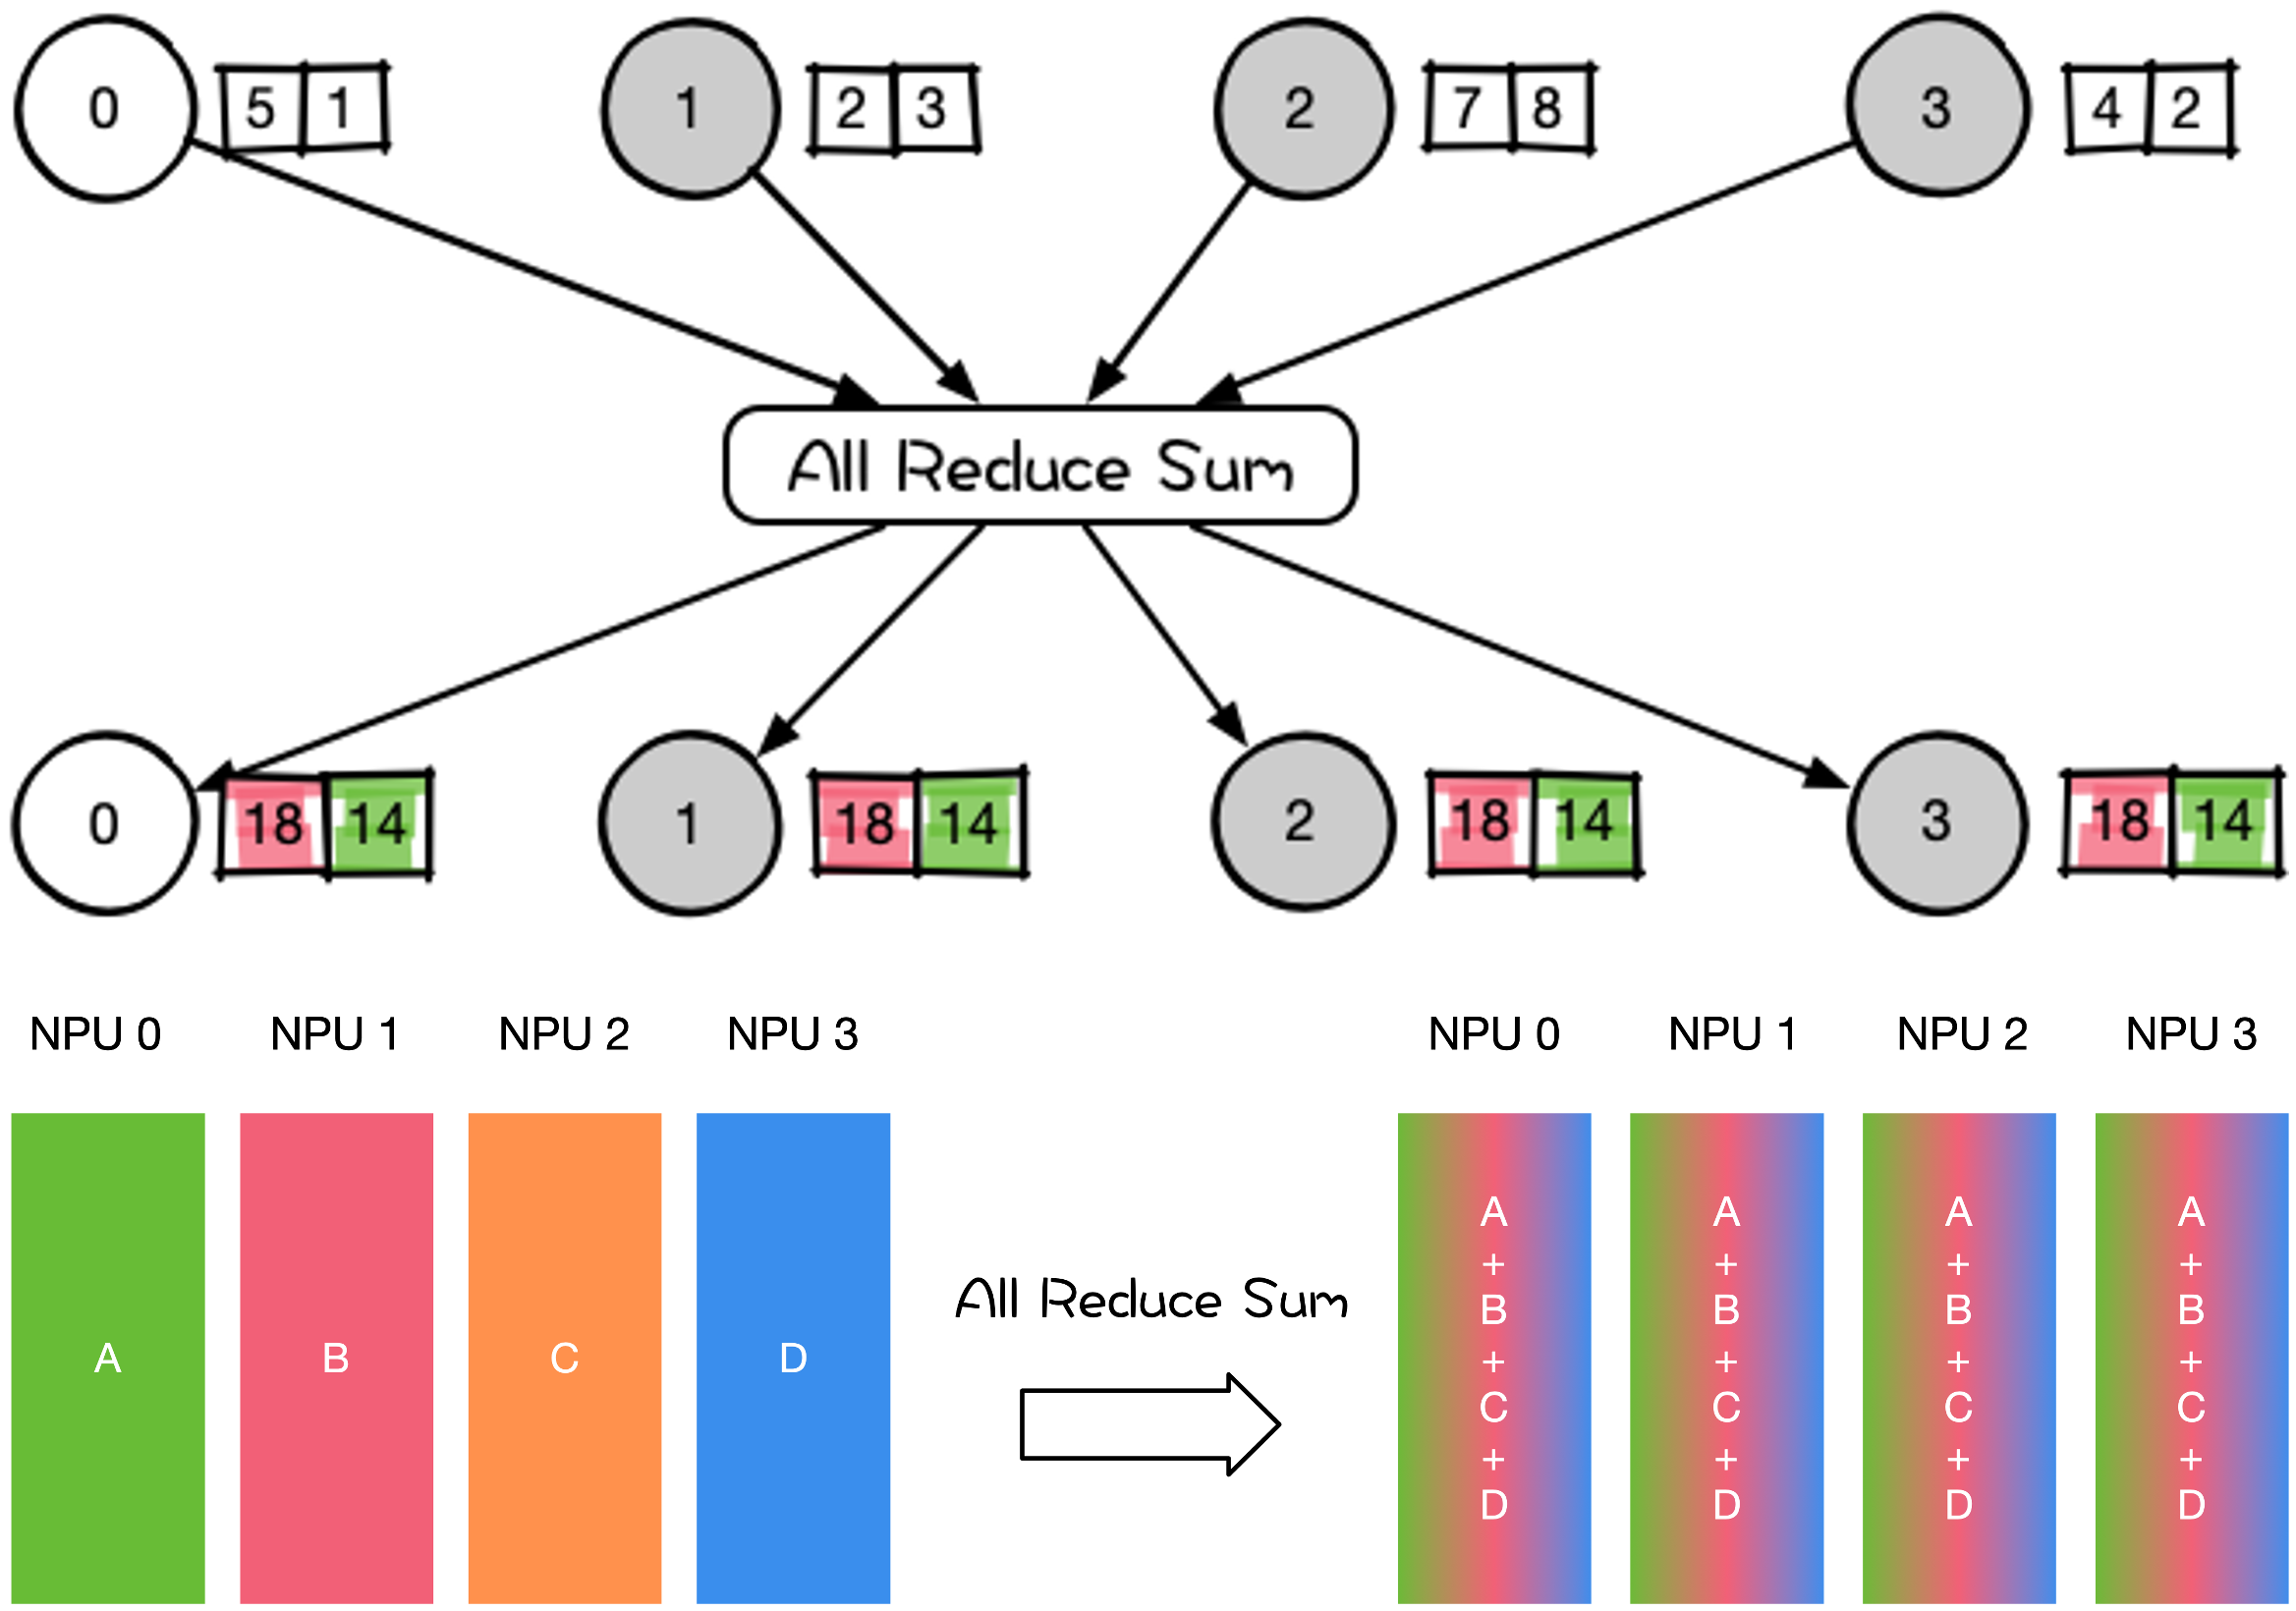 0 5 1 1 2 3 2 7 8 3 4 2
All Reduce Sum
0 18 14 1 18 14 2 18 14 3 18 14
NPU 0 NPU 1 NPU 2 NPU 3 NPU 0 NPU 1 NPU 2 NPU 3
A B C D
All Reduce Sum
A A A A
+ + + +
B B B B
+ + + +
C C C C
+ + + +
D D D D